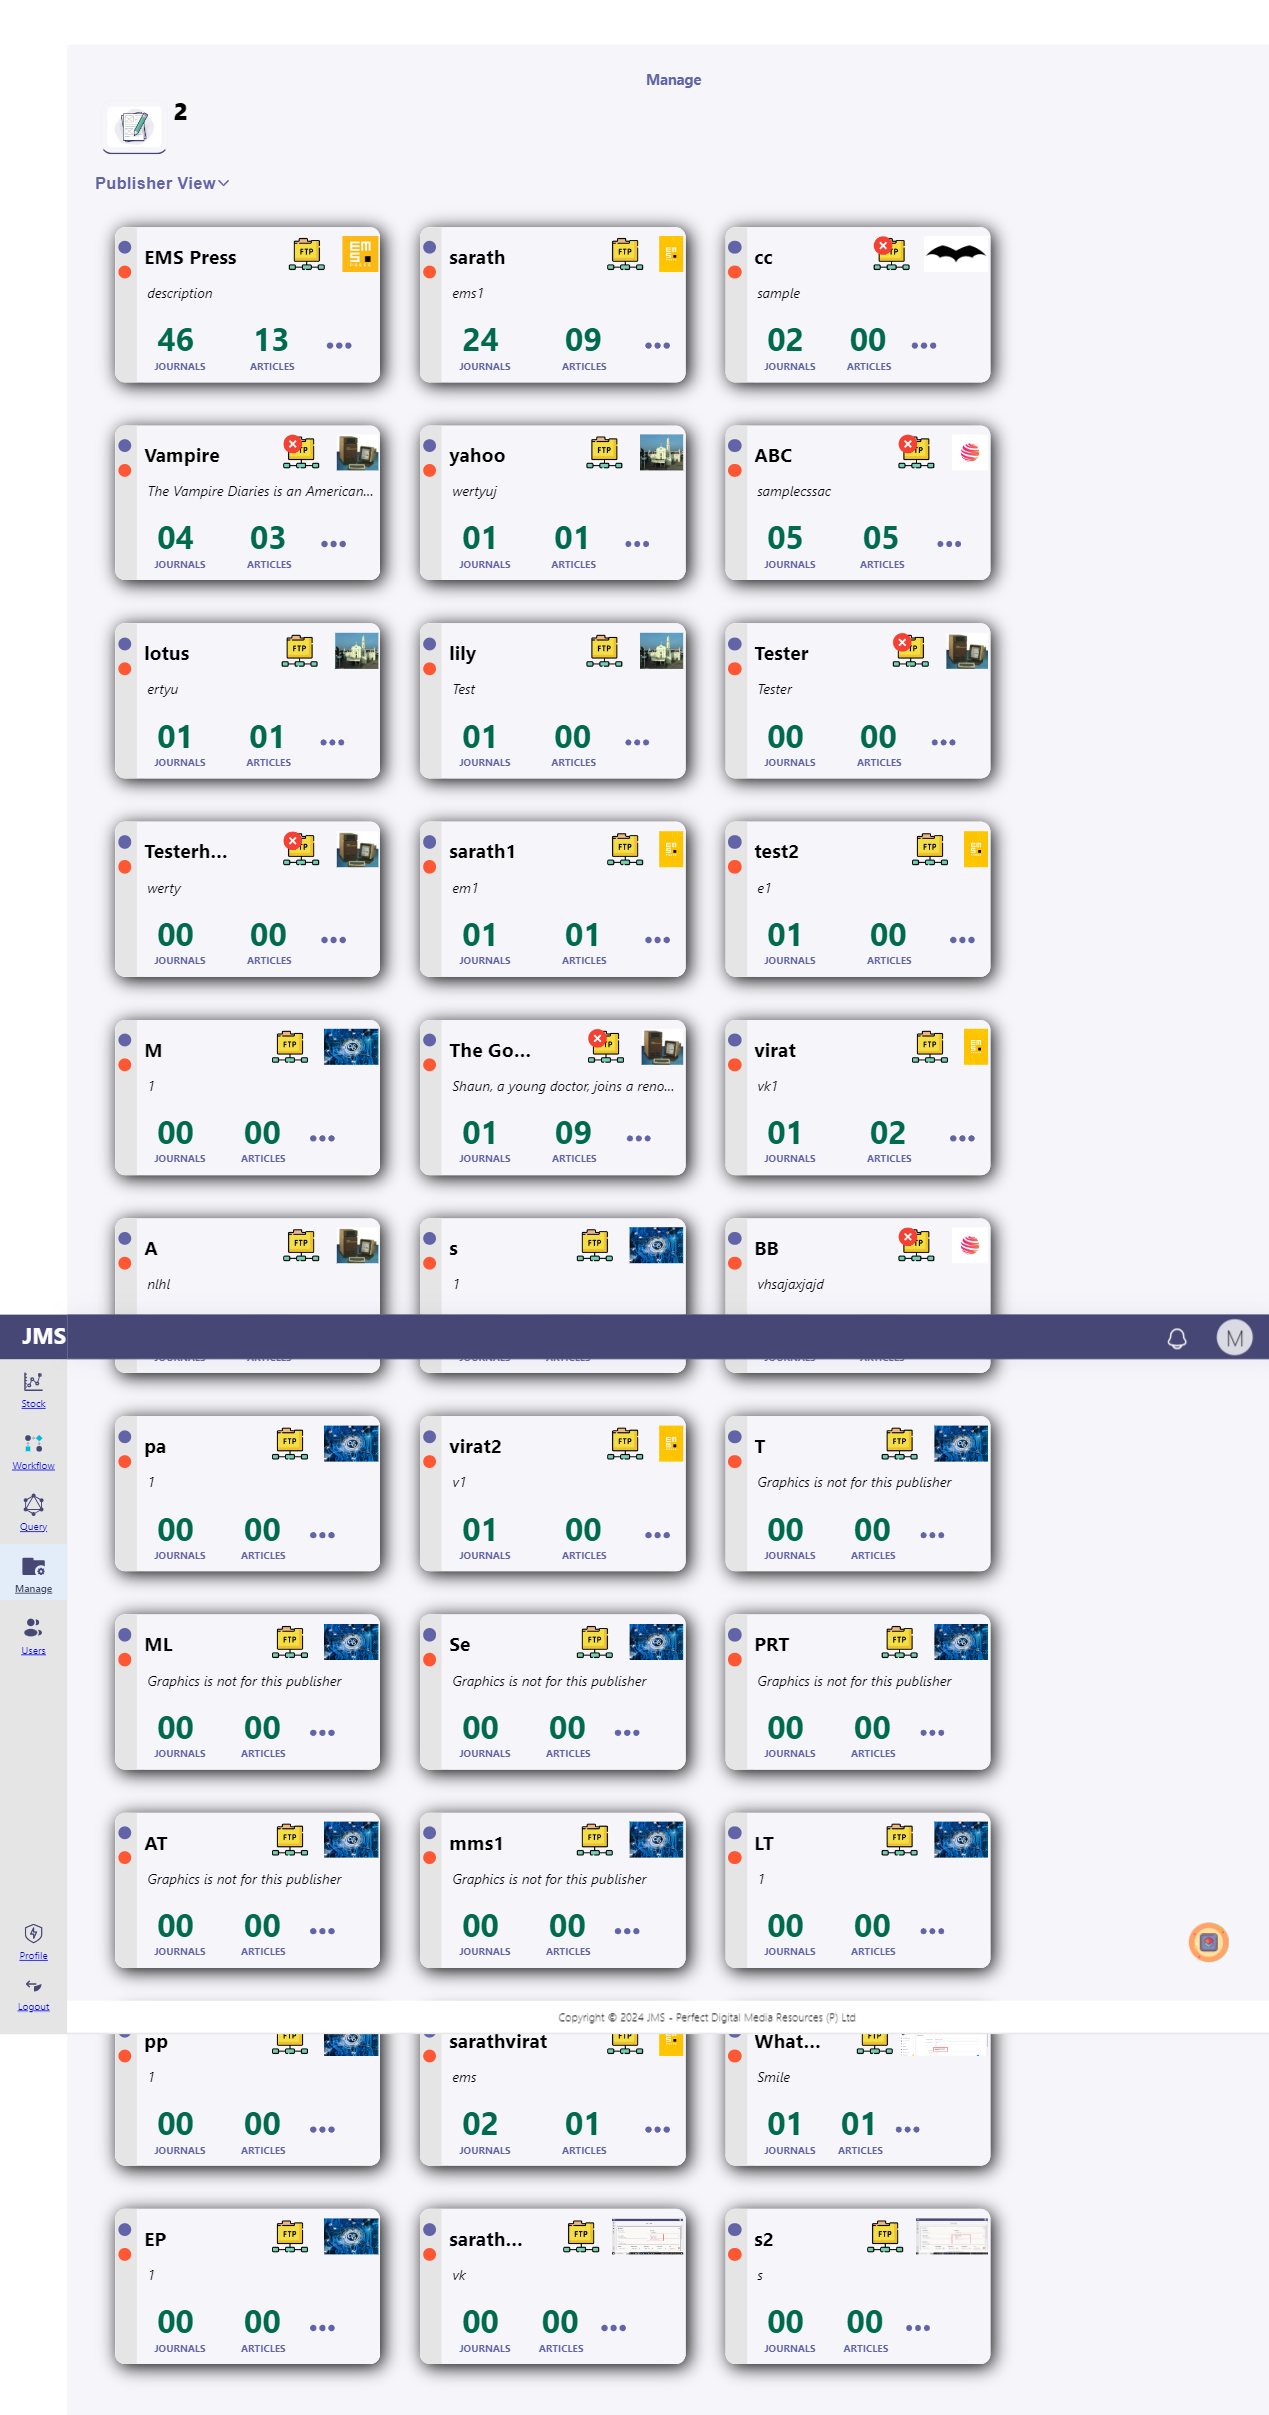 Manage
2
Publisher View
EMS Press FTP EMS PRESS
description
46 13
JOURNALS ARTICLES
sarath FTP EMS
ems1
24 09
JOURNALS ARTICLES
cc
sample
02 00
JOURNALS ARTICLES
Vampire
The Vampire Diaries is an American...
04 03
JOURNALS ARTICLES
yahoo FTP
wertyuj
01 01
JOURNALS ARTICLES
ABC
samplecssac
05 05
JOURNALS ARTICLES
lotus FTP
ertyu
01 01
JOURNALS ARTICLES
lily FTP
Test
01 00
JOURNALS ARTICLES
Tester
Tester
00 00
JOURNALS ARTICLES
Testerh...
werty
00 00
JOURNALS ARTICLES
sarath1 FTP EMS
em1
01 01
JOURNALS ARTICLES
test2 FTP EMS
e1
01 00
JOURNALS ARTICLES
M FTP
1
00 00
JOURNALS ARTICLES
The Go...
Shaun, a young doctor, joins a reno...
01 09
JOURNALS ARTICLES
virat FTP EMS
vk1
01 02
JOURNALS ARTICLES
A FTP
nlhl
s FTP
1
BB
vhsajaxjajd
JMS M
Stock
Workflow
Query
Manage
Users
Profile
Logout
pa FTP
1
00 00
JOURNALS ARTICLES
virat2 FTP EMS
v1
01 00
JOURNALS ARTICLES
T FTP
Graphics is not for this publisher
00 00
JOURNALS ARTICLES
ML FTP
Graphics is not for this publisher
00 00
JOURNALS ARTICLES
Se FTP
Graphics is not for this publisher
00 00
JOURNALS ARTICLES
PRT FTP
Graphics is not for this publisher
00 00
JOURNALS ARTICLES
AT FTP
Graphics is not for this publisher
00 00
JOURNALS ARTICLES
mms1 FTP
Graphics is not for this publisher
00 00
JOURNALS ARTICLES
LT FTP
1
00 00
JOURNALS ARTICLES
Copyright © 2024 JMS - Perfect Digital Media Resources (P) Ltd
pp
1
00 00
JOURNALS ARTICLES
sarathvirat
ems
02 01
JOURNALS ARTICLES
What...
Smile
01 01
JOURNALS ARTICLES
EP FTP
1
00 00
JOURNALS ARTICLES
sarath... FTP
vk
00 00
JOURNALS ARTICLES
s2 FTP
s
00 00
JOURNALS ARTICLES